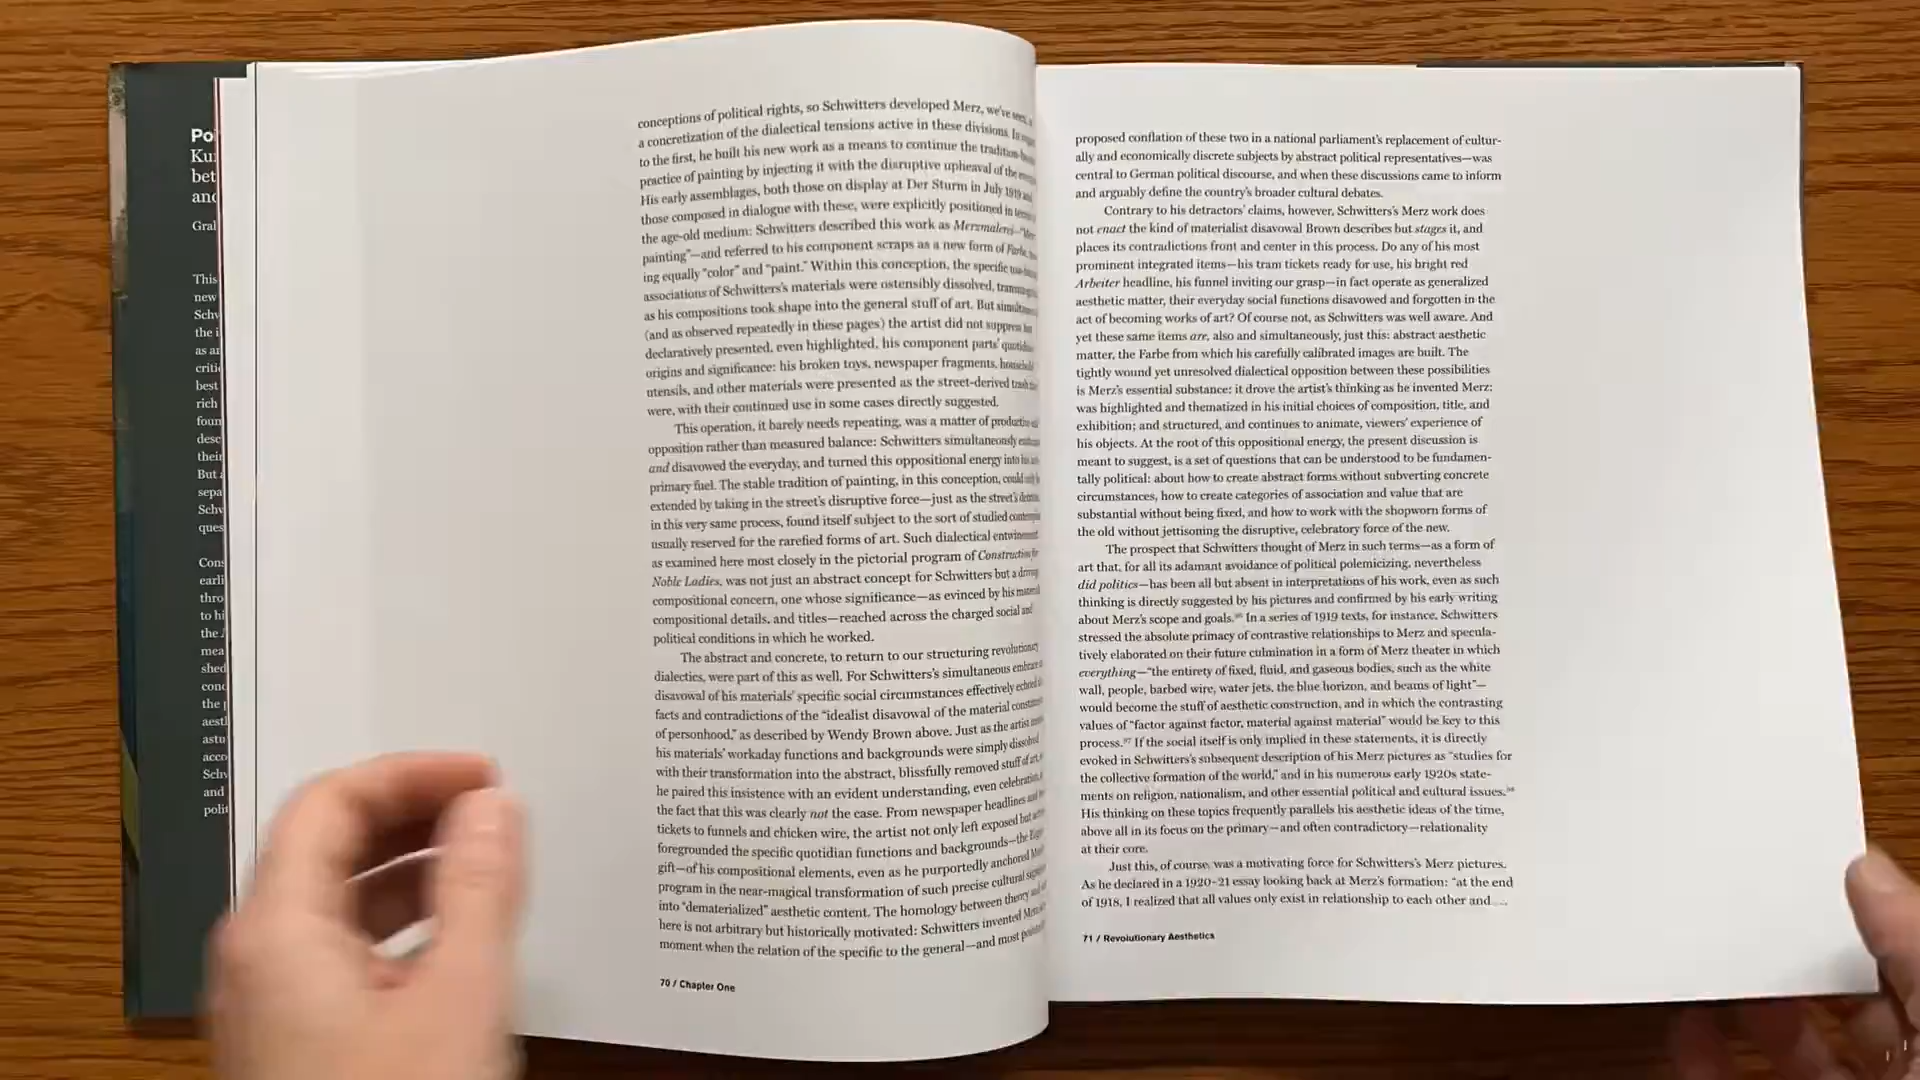 Ku
bet
and
This
new
Schv
the i
as ar
criti
best
rich
foun
desc
their
But
sepa
Schv
ques
Cons
earli
thro
to hi
the
mea
shed
conc
the
aestl
astu
acco
Schv
and
polit
conceptions of political rights, so Schwitters developed Merz, we've seen,
a concretization of the dialectical tensions active in these divisions.
to the first, he built his new work as a means to continue the
practice of painting by injecting it with the disruptive upheaval of the
His early assemblages, both those on display at Der Sturm in July 1919
those composed in dialogue with these, were explicitly positioned in
the age-old medium: Schwitters described this work as Merzmalerei—
painting"—and referred to his component scraps as a new form of Farbe,
ing equally "color" and "paint." Within this conception, the specific
associations of Schwitters's materials were ostensibly dissolved,
as his compositions took shape into the general stuff of art. But
(and as observed repeatedly in these pages) the artist did not suppress but
declaratively presented, even highlighted, his component parts'
origins and significance: his broken toys, newspaper fragments, household
utensils, and other materials were presented as the street-derived trash
were, with their continued use in some cases directly suggested.
This operation, it barely needs repeating, was a matter of productive
opposition rather than measured balance: Schwitters simultaneously
and disavowed the everyday, and turned this oppositional energy into his
primary fuel. The stable tradition of painting, in this conception, could
extended by taking in the street's disruptive force—just as the street's
in this very same process, found itself subject to the sort of studied
usually reserved for the rarefied forms of art. Such dialectical
as examined here most closely in the pictorial program of Construction for
Noble Ladies, was not just an abstract concept for Schwitters but a
compositional concern, one whose significance—as evinced by his
compositional details, and titles—reached across the charged social and
political conditions in which he worked.
The abstract and concrete, to return to our structuring revolutionary
dialectics, were part of this as well. For Schwitters's simultaneous
disavowal of his materials' specific social circumstances effectively
facts and contradictions of the "idealist disavowal of the material
of personhood," as described by Wendy Brown above. Just as the artist
his materials' workaday functions and backgrounds were simply dissolved
with their transformation into the abstract, blissfully removed stuff of
he paired this insistence with an evident understanding, even
the fact that this was clearly not the case. From newspaper headlines
tickets to funnels and chicken wire, the artist not only left exposed but
foregrounded the specific quotidian functions and backgrounds—the
gift—of his compositional elements, even as he purportedly anchored
program in the near-magical transformation of such precise cultural
into "dematerialized" aesthetic content. The homology between theory
here is not arbitrary but historically motivated: Schwitters invented
moment when the relation of the specific to the general—and most
70 / Chapter One
proposed conflation of these two in a national parliament's replacement of cultur-
ally and economically discrete subjects by abstract political representatives—was
central to German political discourse, and when these discussions came to inform
and arguably define the country's broader cultural debates.
Contrary to his detractors' claims, however, Schwitters's Merz work does
not enact the kind of materialist disavowal Brown describes but stages it, and
places its contradictions front and center in this process. Do any of his most
prominent integrated items—his tram tickets ready for use, his bright red
Arbeiter headline, his funnel inviting our grasp—in fact operate as generalized
aesthetic matter, their everyday social functions disavowed and forgotten in the
act of becoming works of art? Of course not, as Schwitters was well aware. And
yet these same items are, also and simultaneously, just this: abstract aesthetic
matter, the Farbe from which his carefully calibrated images are built. The
tightly wound yet unresolved dialectical opposition between these possibilities
is Merz's essential substance: it drove the artist's thinking as he invented Merz;
was highlighted and thematized in his initial choices of composition, title, and
exhibition; and structured, and continues to animate, viewers' experience of
his objects. At the root of this oppositional energy, the present discussion is
meant to suggest, is a set of questions that can be understood to be fundamen-
tally political: about how to create abstract forms without subverting concrete
circumstances, how to create categories of association and value that are
substantial without being fixed, and how to work with the shopworn forms of
the old without jettisoning the disruptive, celebratory force of the new.
The prospect that Schwitters thought of Merz in such terms—as a form of
art that, for all its adamant avoidance of political polemicizing, nevertheless
did politics—has been all but absent in interpretations of his work, even as such
thinking is directly suggested by his pictures and confirmed by his early writing
about Merz's scope and goals.⁹⁶ In a series of 1919 texts, for instance, Schwitters
stressed the absolute primacy of contrastive relationships to Merz and specula-
tively elaborated on their future culmination in a form of Merz theater in which
everything—"the entirety of fixed, fluid, and gaseous bodies, such as the white
wall, people, barbed wire, water jets, the blue horizon, and beams of light"—
would become the stuff of aesthetic construction, and in which the contrasting
values of "factor against factor, material against material" would be key to this
process.⁹⁷ If the social itself is only implied in these statements, it is directly
evoked in Schwitters's subsequent description of his Merz pictures as "studies for
the collective formation of the world," and in his numerous early 1920s state-
ments on religion, nationalism, and other essential political and cultural issues.⁹⁸
His thinking on these topics frequently parallels his aesthetic ideas of the time,
above all in its focus on the primary—and often contradictory—relationality
at their core.
Just this, of course, was a motivating force for Schwitters's Merz pictures.
As he declared in a 1920–21 essay looking back at Merz's formation: "at the end
of 1918, I realized that all values only exist in relationship to each other and . . .
71 / Revolutionary Aesthetics